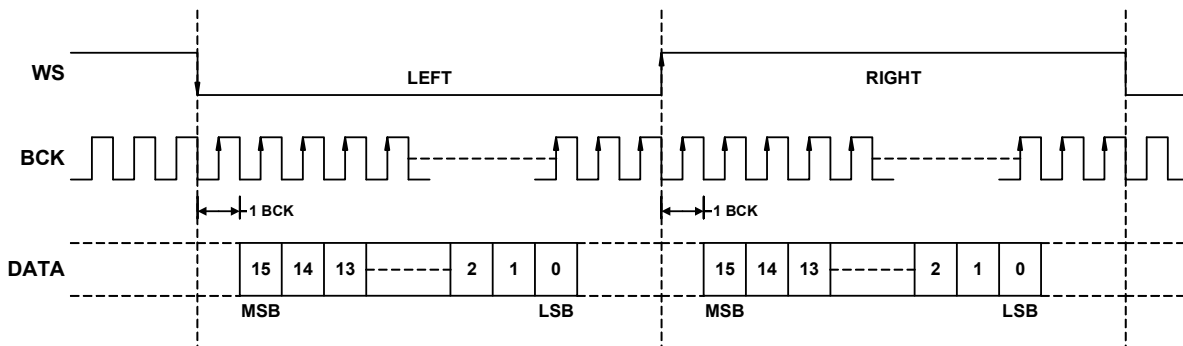 WS
LEFT
RIGHT
BCK
1 BCK
1 BCK
DATA
15 14 13 2 1 0
15 14 13 2 1 0
MSB
LSB
MSB
LSB